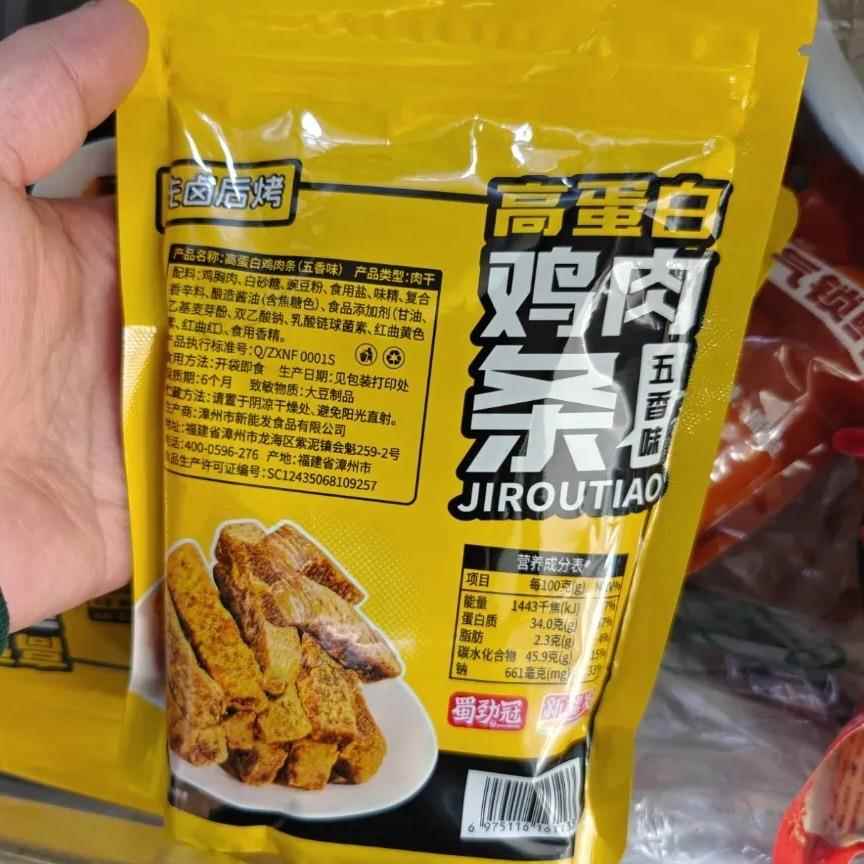 卤后烤
高蛋白
鸡肉
条
五香味
JIROUTIAO
产品名称:高蛋白鸡肉条(五香味) 产品类型:肉干
配料:鸡胸肉、白砂糖、豌豆粉、食用盐、味精、复合
香辛料、酿造酱油(含焦糖色)、食品添加剂(甘油、
乙基麦芽酚、双乙酸钠、乳酸链球菌素、红曲黄色
素、红曲红)、食用香精。
品执行标准号:Q/ZXNF 0001S
食用方法:开袋即食 生产日期:见包装打印处
质期:6个月 致敏物质:大豆制品
藏方法:请置于阴凉干燥处、避免阳光直射。
生产商:漳州市新能发食品有限公司
地址:福建省漳州市龙海区紫泥镇会魁259-2号
电话:400-0596-276 产地:福建省漳州市
食品生产许可证编号:SC12435068109257
营养成分表
项目 每100克(g) NRV%
能量 1443千焦(kJ) 7%
蛋白质 34.0克(g) 7%
脂肪 2.3克(g) 4%
碳水化合物 45.9克(g) 15%
钠 661毫克(mg) 33%
蜀劲冠
6 975116 1611
气锁